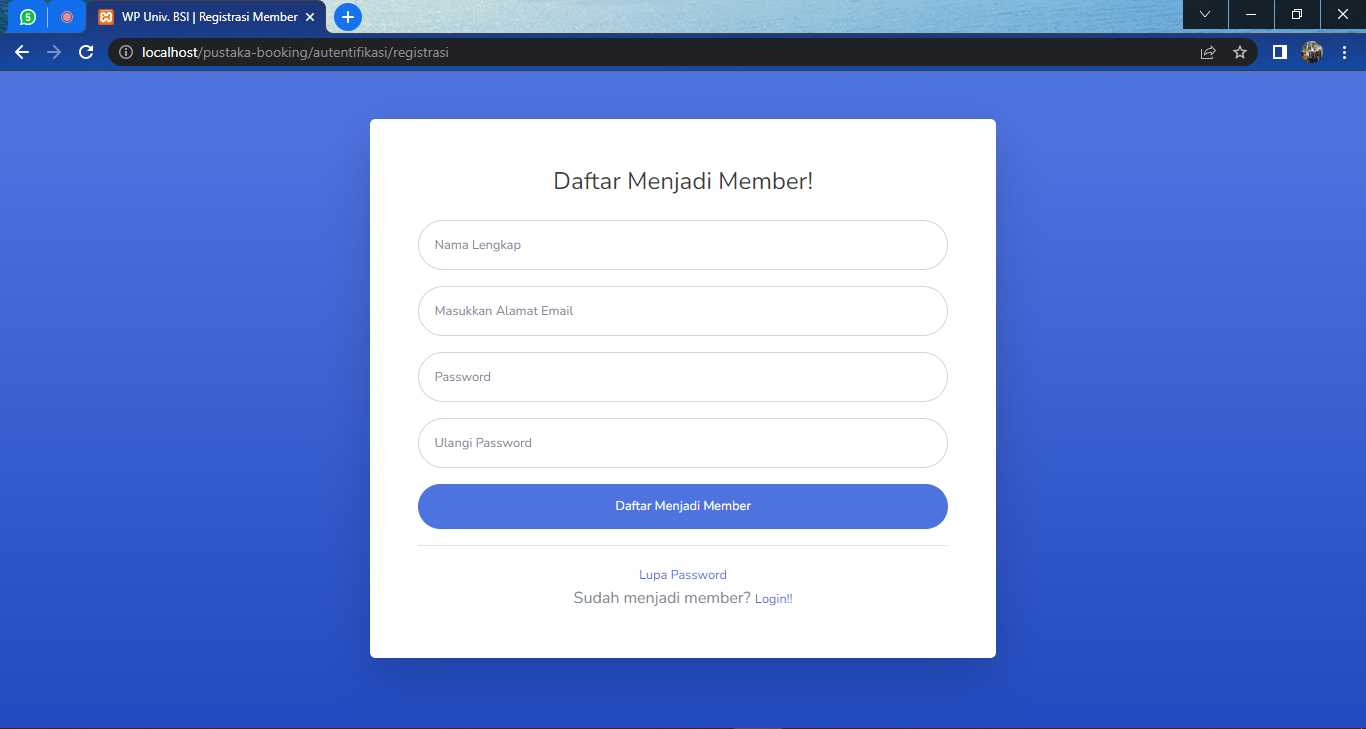 5
WP Univ. BSI | Registrasi Member
localhost/pustaka-booking/autentifikasi/registrasi
Daftar Menjadi Member!
Nama Lengkap
Masukkan Alamat Email
Password
Ulangi Password
Daftar Menjadi Member
Lupa Password
Sudah menjadi member? Login!!